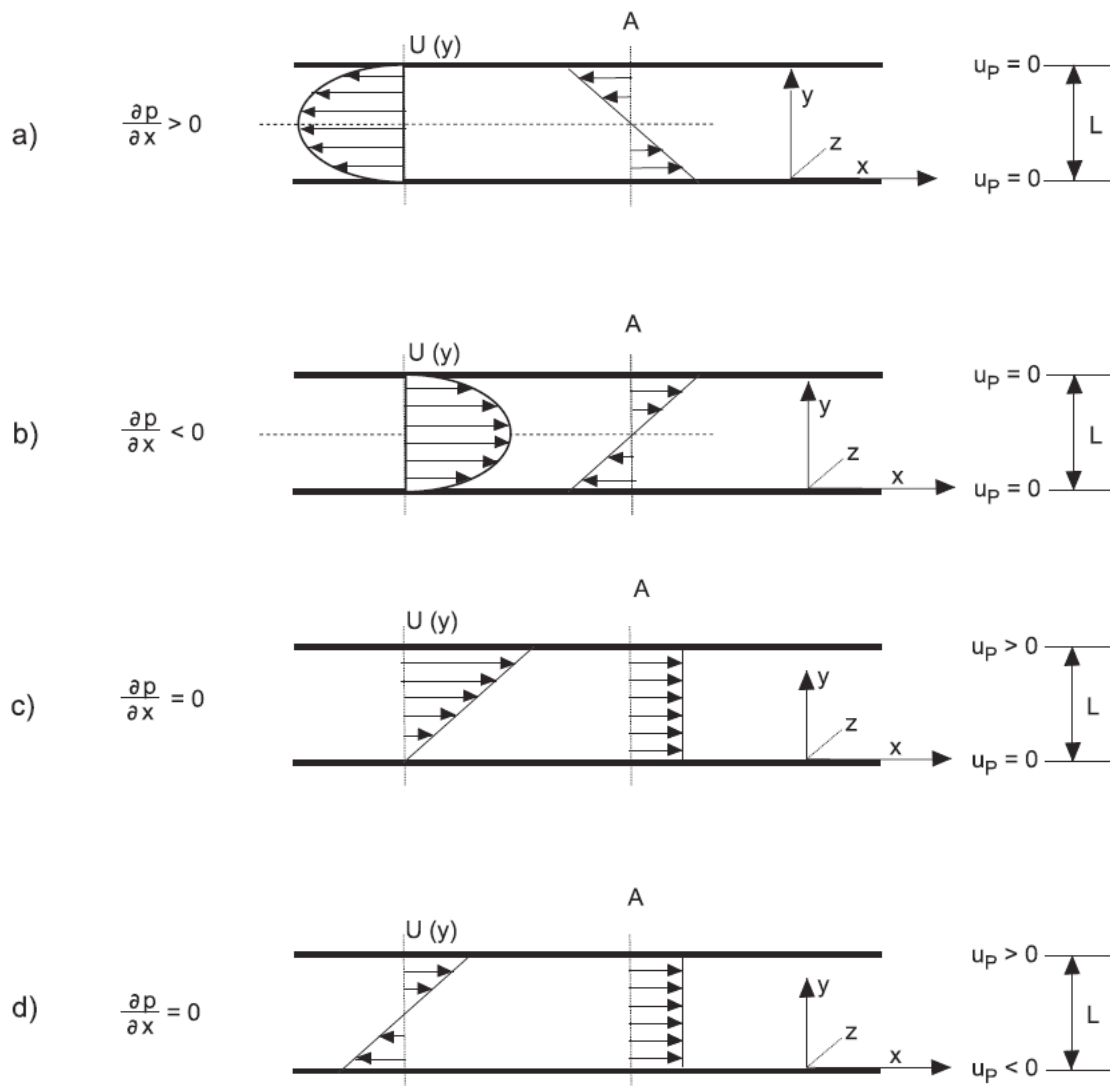 A
U (y)
u_P = 0
a) ∂p/∂x > 0
y
z
x
L
u_P = 0
A
U (y)
u_P = 0
b) ∂p/∂x < 0
y
z
x
L
u_P = 0
A
U (y)
u_P > 0
c) ∂p/∂x = 0
y
z
x
L
u_P = 0
A
U (y)
u_P > 0
d) ∂p/∂x = 0
y
z
x
L
u_P < 0